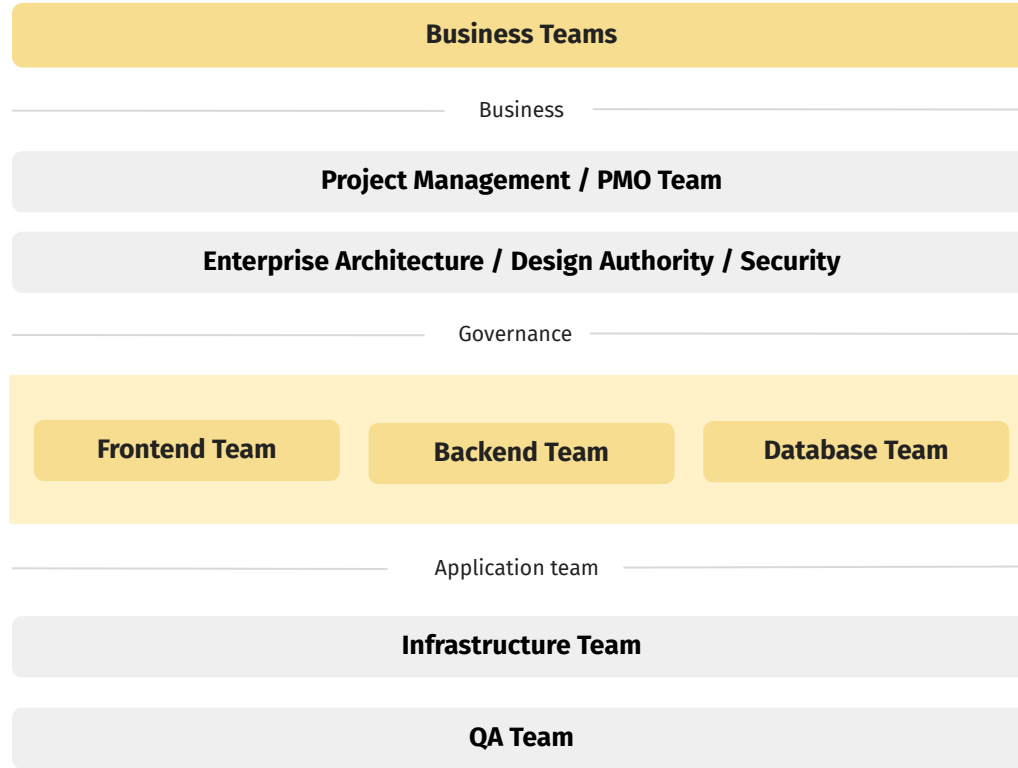 Business Teams
Business
Project Management / PMO Team
Enterprise Architecture / Design Authority / Security
Governance
Frontend Team
Backend Team
Database Team
Application team
Infrastructure Team
QA Team